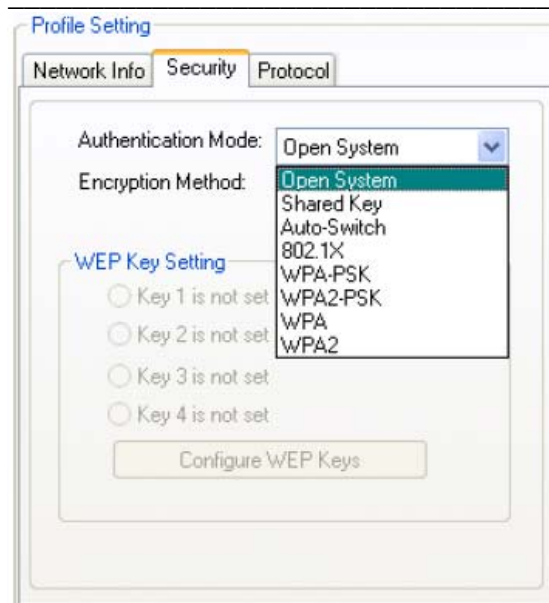 Profile Setting
Network Info Security Protocol
Authentication Mode: Open System
Encryption Method: Open System
Shared Key
Auto-Switch
802.1X
WPA-PSK
WPA2-PSK
WPA
WPA2
WEP Key Setting
Key 1 is not set
Key 2 is not set
Key 3 is not set
Key 4 is not set
Configure WEP Keys